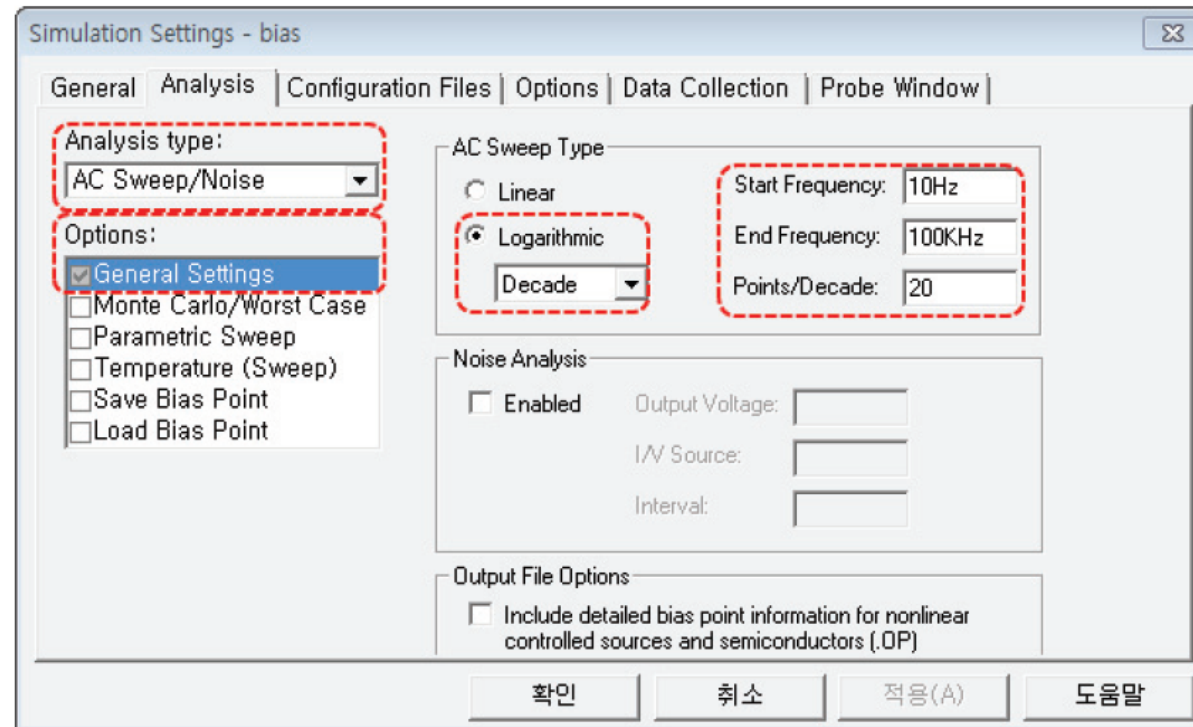 Simulation Settings - bias
General Analysis Configuration Files Options Data Collection Probe Window
Analysis type:
AC Sweep/Noise
Options:
General Settings
Monte Carlo/Worst Case
Parametric Sweep
Temperature (Sweep)
Save Bias Point
Load Bias Point
AC Sweep Type
Linear
Logarithmic
Decade
Start Frequency: 10Hz
End Frequency: 100KHz
Points/Decade: 20
Noise Analysis
Enabled
Output Voltage:
I/V Source:
Interval:
Output File Options
Include detailed bias point information for nonlinear
controlled sources and semiconductors (.OP)
확인 취소 적용(A) 도움말